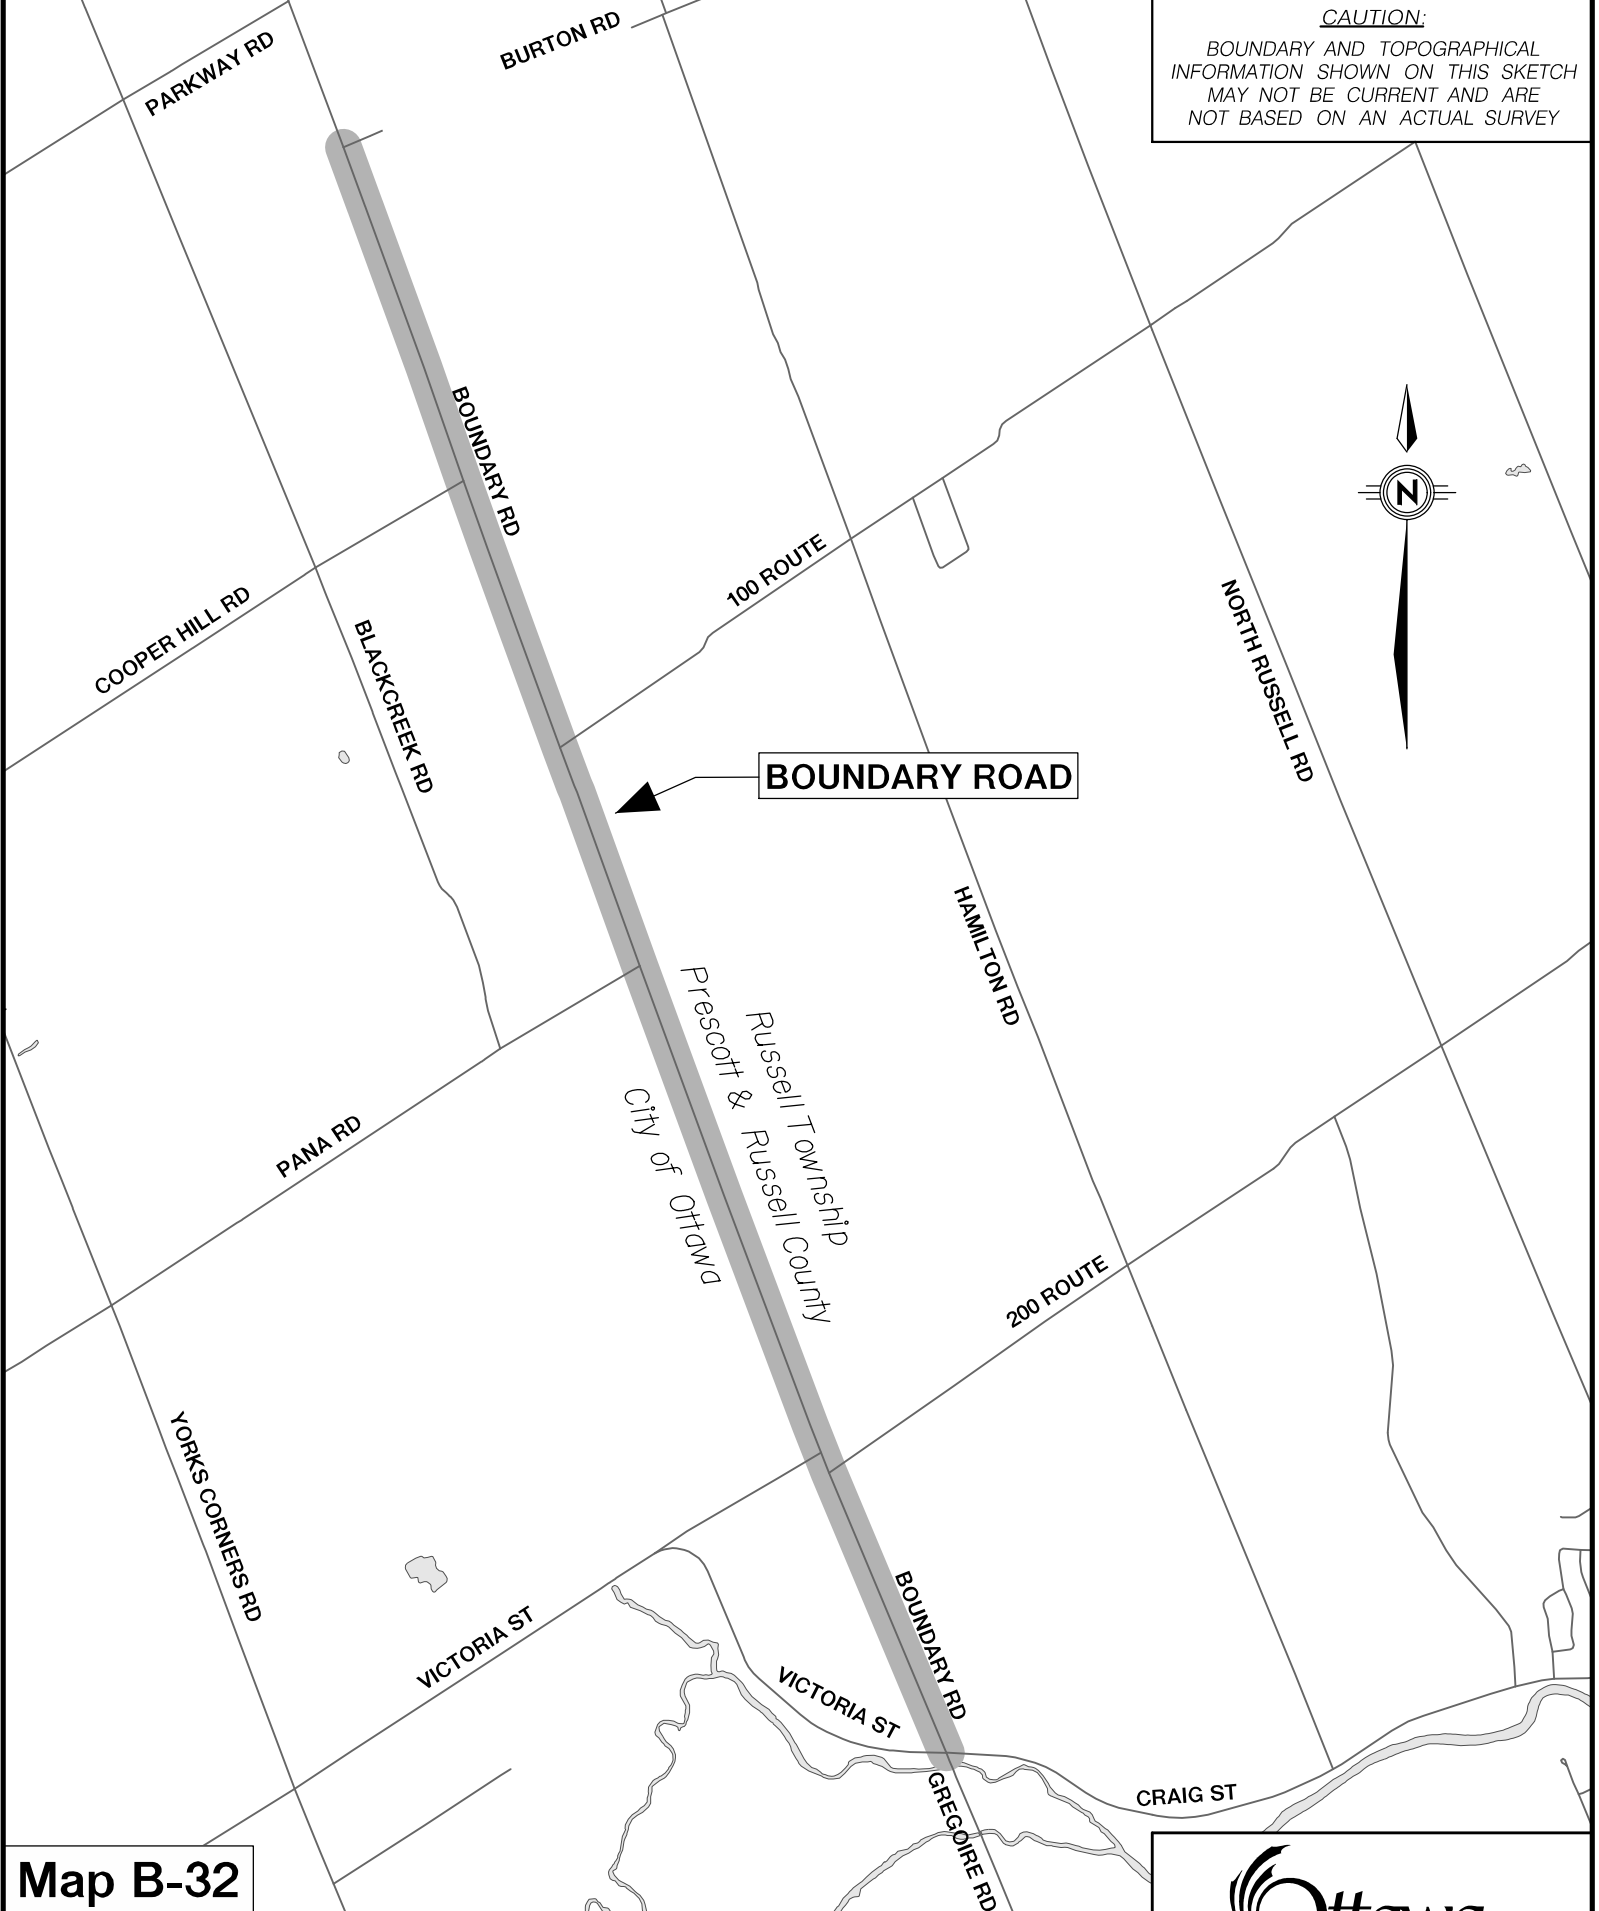 CAUTION:
BOUNDARY AND TOPOGRAPHICAL
INFORMATION SHOWN ON THIS SKETCH
MAY NOT BE CURRENT AND ARE
NOT BASED ON AN ACTUAL SURVEY
PARKWAY RD
BURTON RD
BOUNDARY RD
N
100 ROUTE
COOPER HILL RD
BLACKCREEK RD
NORTH RUSSELL RD
BOUNDARY ROAD
HAMILTON RD
Russell Township
Prescott & Russell County
City of Ottawa
PANA RD
200 ROUTE
YORKS CORNERS RD
BOUNDARY RD
VICTORIA ST
VICTORIA ST
GREGOIRE RD
CRAIG ST
Map B-32
Ottawa